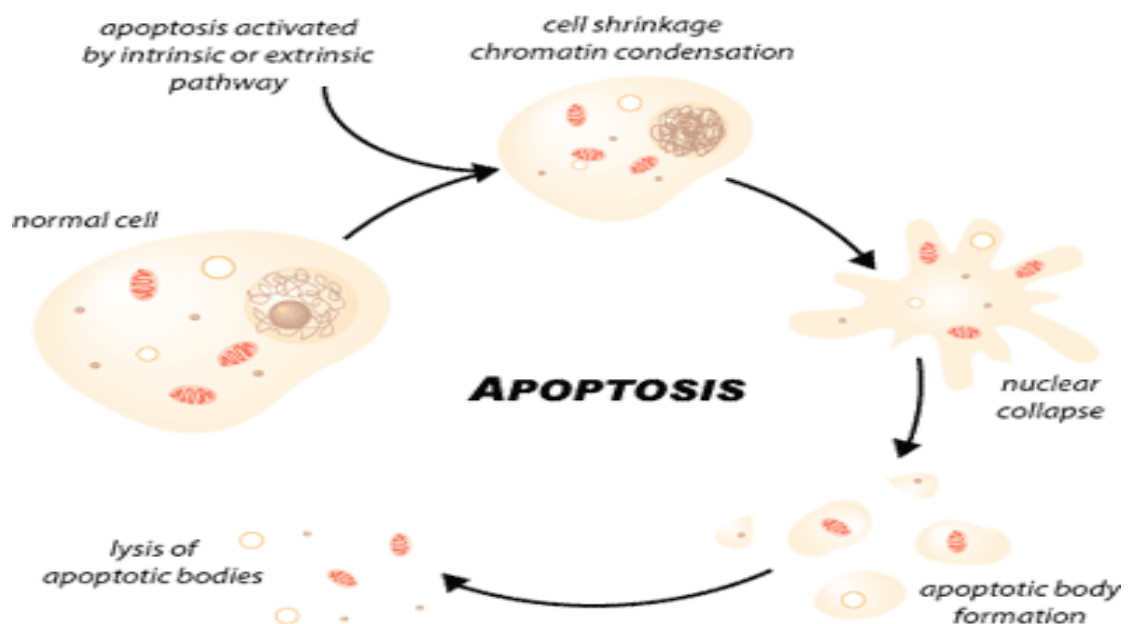 apoptosis activated
by intrinsic or extrinsic
pathway
cell shrinkage
chromatin condensation
normal cell
APOPTOSIS
nuclear
collapse
lysis of
apoptotic bodies
apoptotic body
formation